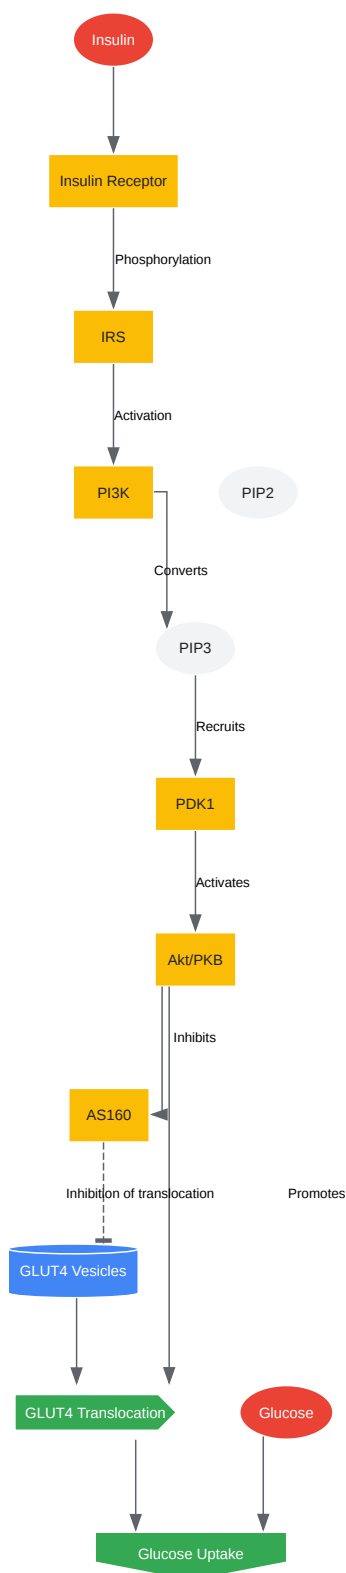 Insulin
Insulin Receptor
Phosphorylation
IRS
Activation
PI3K
PIP2
Converts
PIP3
Recruits
PDK1
Activates
Akt/PKB
Inhibits
AS160
Inhibition of translocation
Promotes
GLUT4 Vesicles
GLUT4 Translocation
Glucose
Glucose Uptake